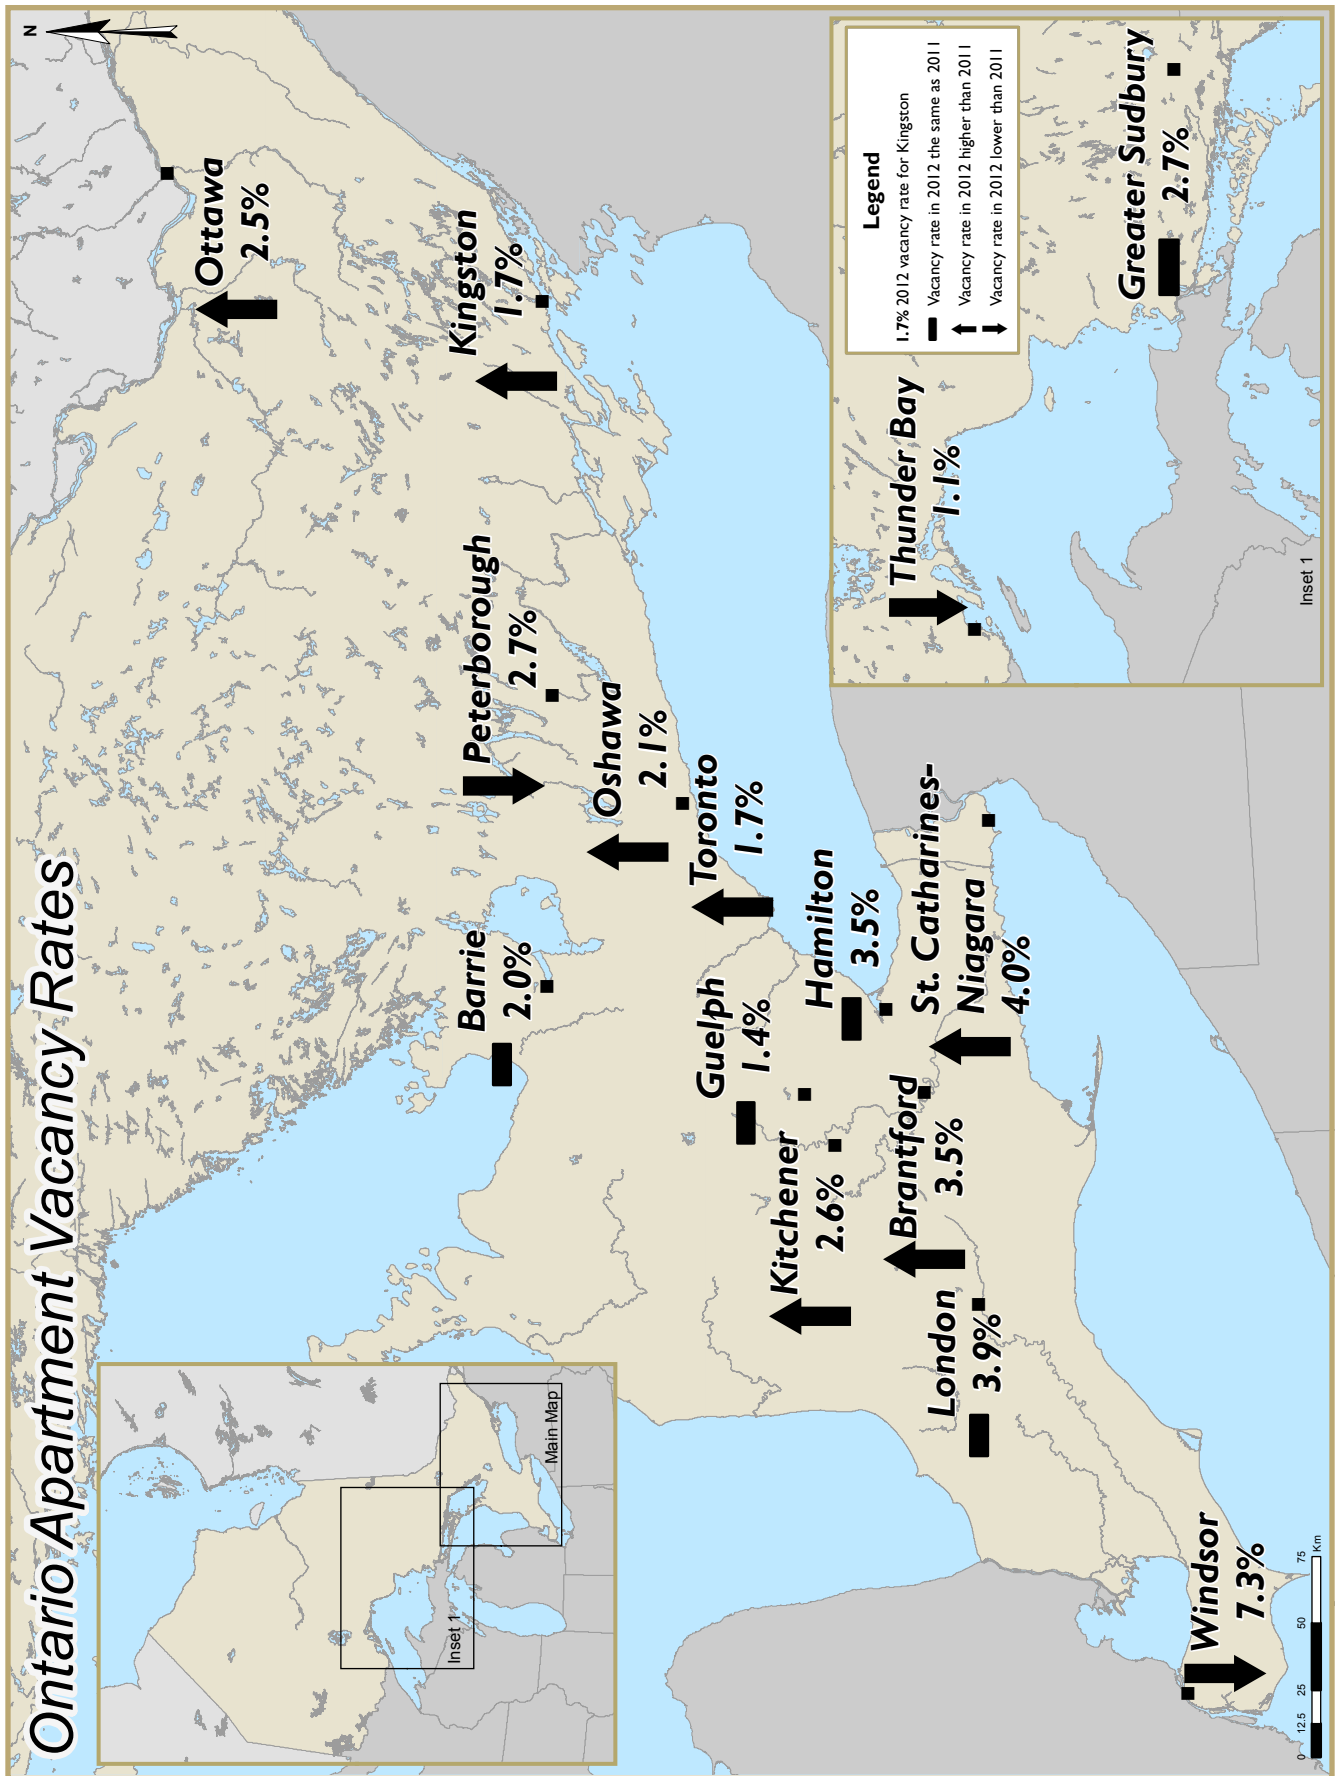 Ontario Apartment Vacancy Rates
N
Ottawa
2.5%
Kingston
1.7%
Peterborough
2.7%
Oshawa
2.1%
Toronto
1.7%
Barrie
2.0%
Guelph
1.4%
Hamilton
3.5%
St. Catharines-
Niagara
4.0%
Kitchener
2.6%
Brantford
3.5%
London
3.9%
Windsor
7.3%
Main Map
Inset 1
0 12.5 25 50 75
Km
Legend
1.7% 2012 vacancy rate for Kingston
Vacancy rate in 2012 the same as 2011
Vacancy rate in 2012 higher than 2011
Vacancy rate in 2012 lower than 2011
Thunder Bay
1.1%
Greater Sudbury
2.7%
Inset 1